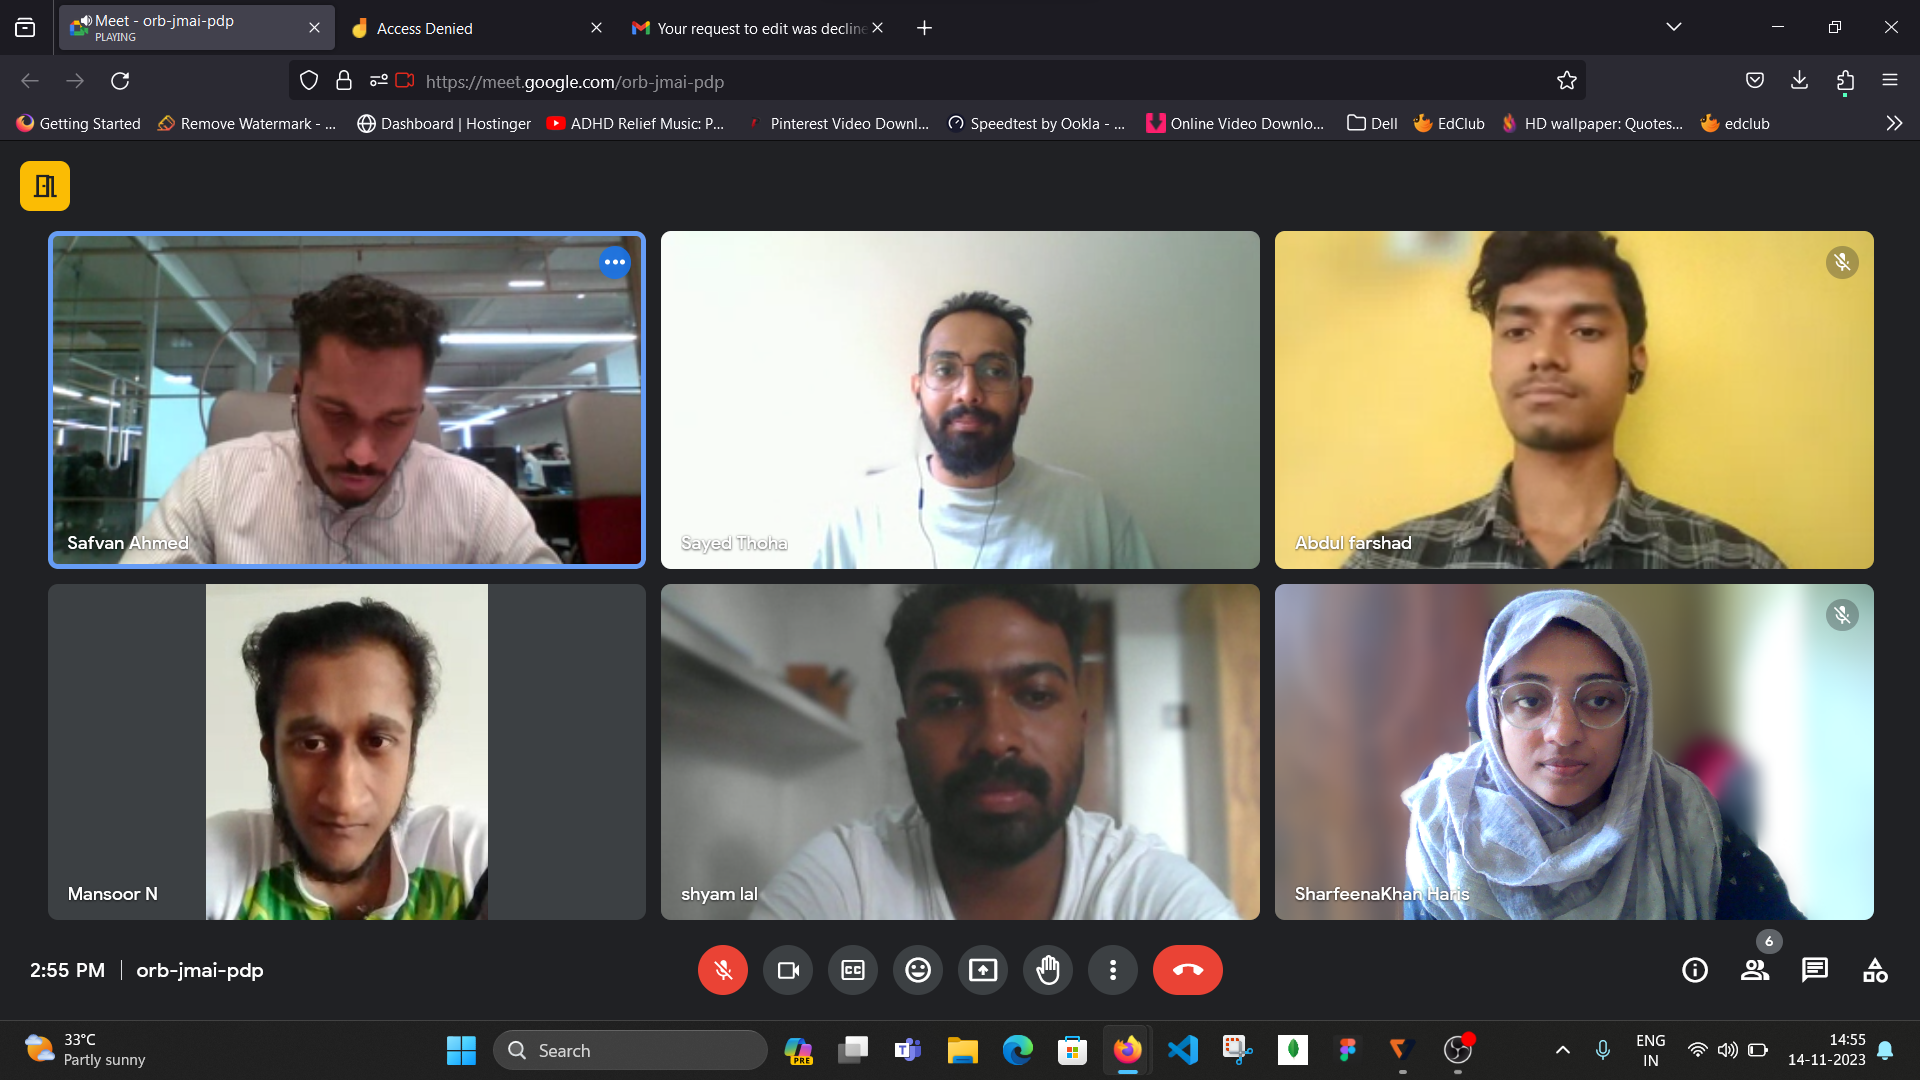 Meet - orb-jmai-pdp
PLAYING
Access Denied
Your request to edit was decline
https://meet.google.com/orb-jmai-pdp
Getting Started
Remove Watermark - ...
Dashboard | Hostinger
ADHD Relief Music: P...
Pinterest Video Downl...
Speedtest by Ookla - ...
Online Video Downlo...
Dell
EdClub
HD wallpaper: Quotes...
edclub
Safvan Ahmed
Sayed Thoha
Abdul farshad
Mansoor N
shyam lal
SharfeenaKhan Haris
2:55 PM | orb-jmai-pdp
CC
6
33°C
Partly sunny
Search
PRE
ENG
IN
14:55
14-11-2023